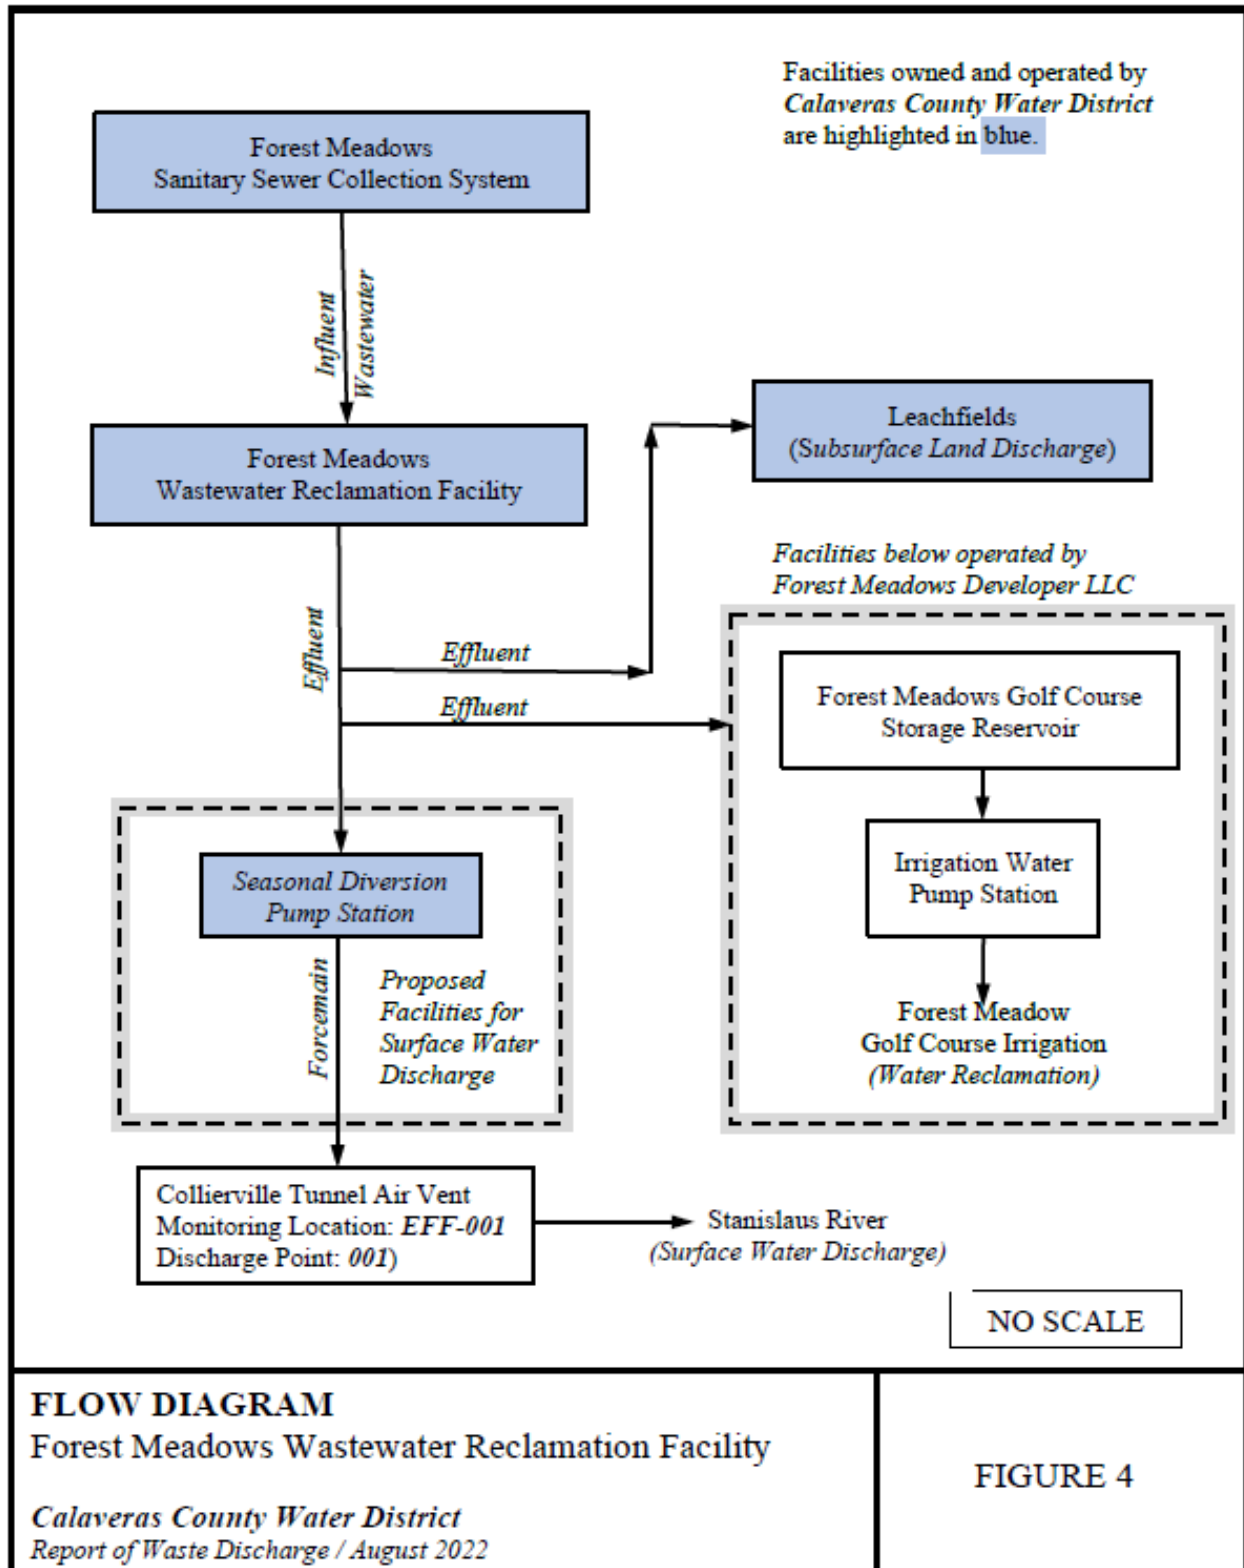 Facilities owned and operated by
Calaveras County Water District
are highlighted in blue.
Forest Meadows
Sanitary Sewer Collection System
Influent
Wastewater
Forest Meadows
Wastewater Reclamation Facility
Leachfields
(Subsurface Land Discharge)
Facilities below operated by
Forest Meadows Developer LLC
Effluent
Effluent
Effluent
Forest Meadows Golf Course
Storage Reservoir
Irrigation Water
Pump Station
Forest Meadow
Golf Course Irrigation
(Water Reclamation)
Seasonal Diversion
Pump Station
Forcemain
Proposed
Facilities for
Surface Water
Discharge
Collierville Tunnel Air Vent
Monitoring Location: EFF-001
Discharge Point: 001)
Stanislaus River
(Surface Water Discharge)
NO SCALE
FLOW DIAGRAM
Forest Meadows Wastewater Reclamation Facility
Calaveras County Water District
Report of Waste Discharge / August 2022
FIGURE 4